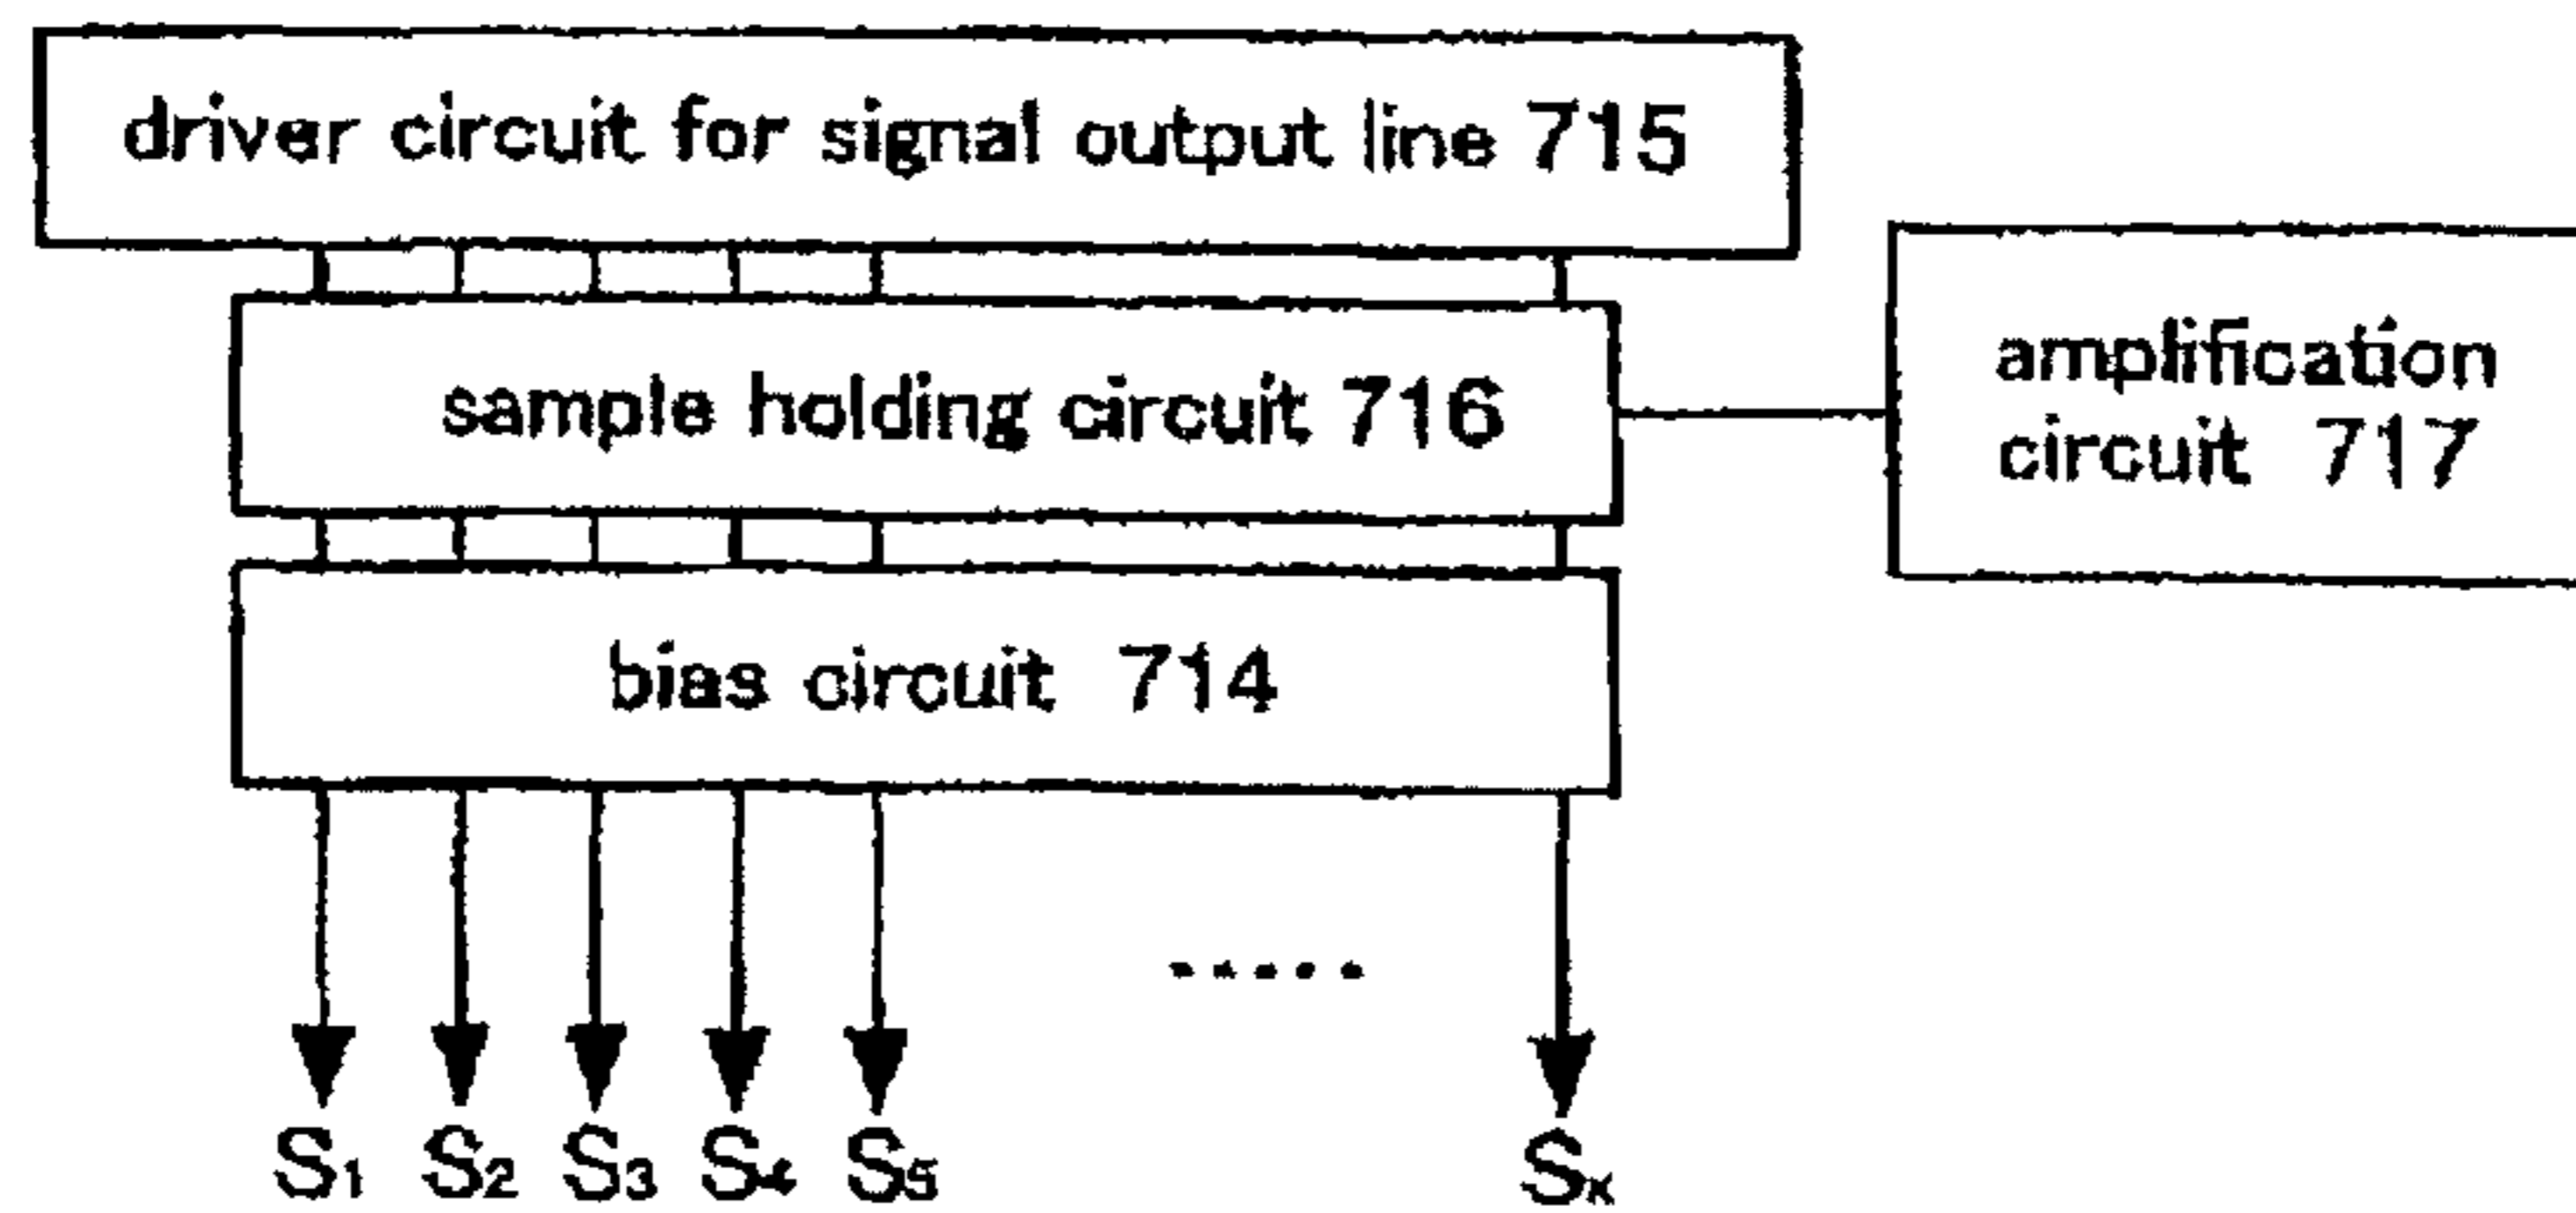 driver circuit for signal output line 715
sample holding circuit 716
amplification
circuit 717
bias circuit 714
.....
S1 S2 S3 S4 S5 Sx